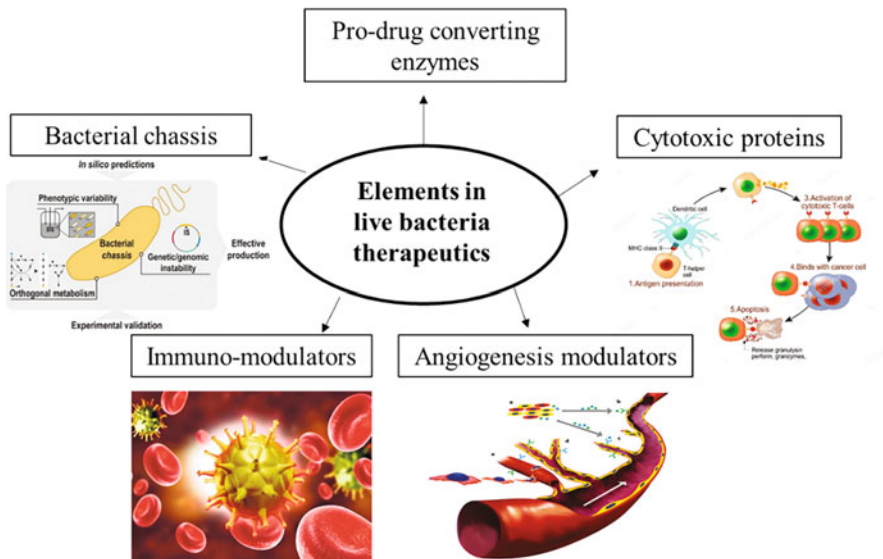 Pro-drug converting
enzymes
Bacterial chassis
Cytotoxic proteins
In silico predictions
Phenotypic variability
Bacterial
chassis
IS
Genetic/genomic
instability
Orthogonal metabolism
Effective
production
Experimental validation
Elements in
live bacteria
therapeutics
Dendritic cell
MHC class II
T-helper
cell
1.Antigen presentation
3.Activation of
cytotoxic T-cells
4.Binds with cancer cell
5.Apoptosis
Release granulysin
perform, granzymes,
Immuno-modulators
Angiogenesis modulators
a
b
c
d
e